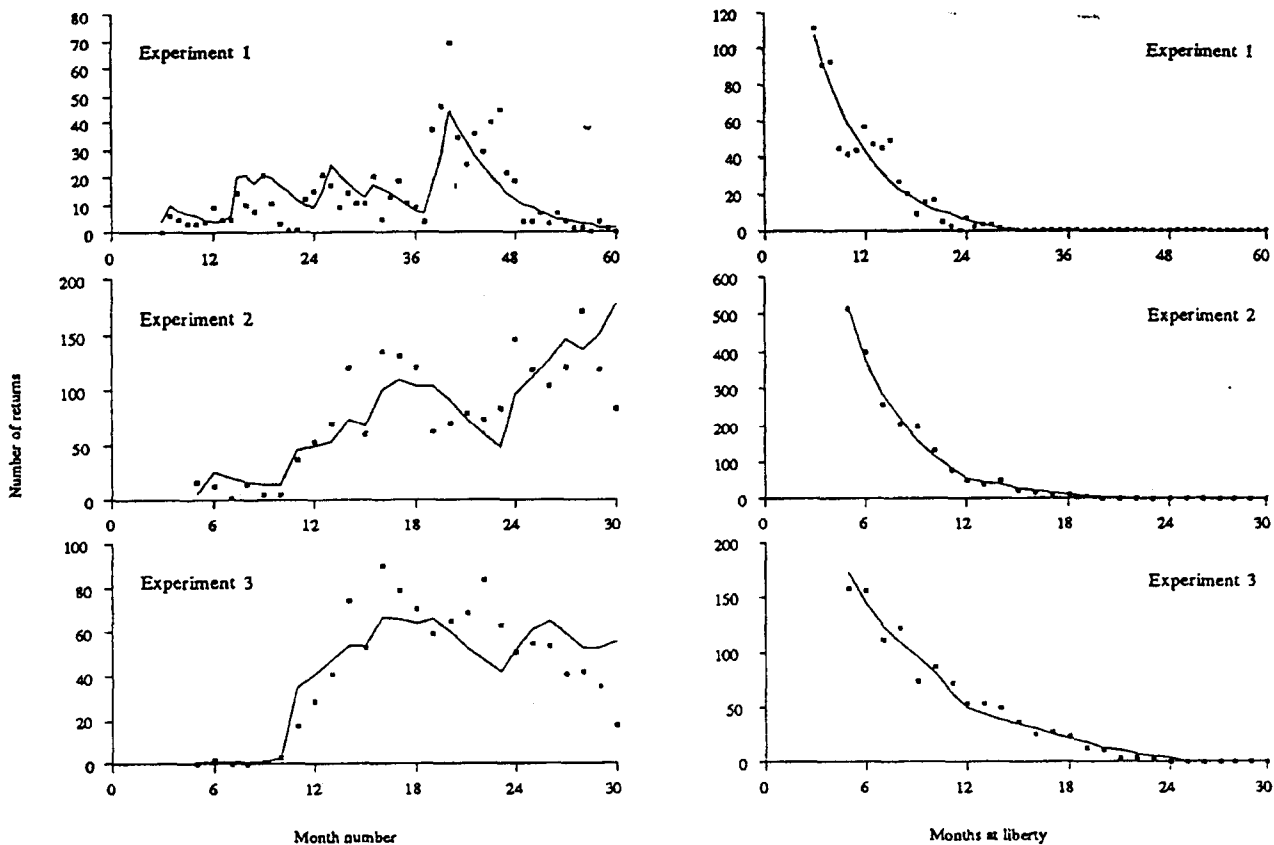 80
70
60
50
40
30
20
10
0
Experiment 1
0 12 24 36 48 60
200
150
100
50
0
Experiment 2
0 6 12 18 24 30
100
80
60
40
20
0
Experiment 3
0 6 12 18 24 30
Number of returns
Month number
120
100
80
60
40
20
0
Experiment 1
0 12 24 36 48 60
600
500
400
300
200
100
0
Experiment 2
0 6 12 18 24 30
200
150
100
50
0
Experiment 3
0 6 12 18 24 30
Months at liberty